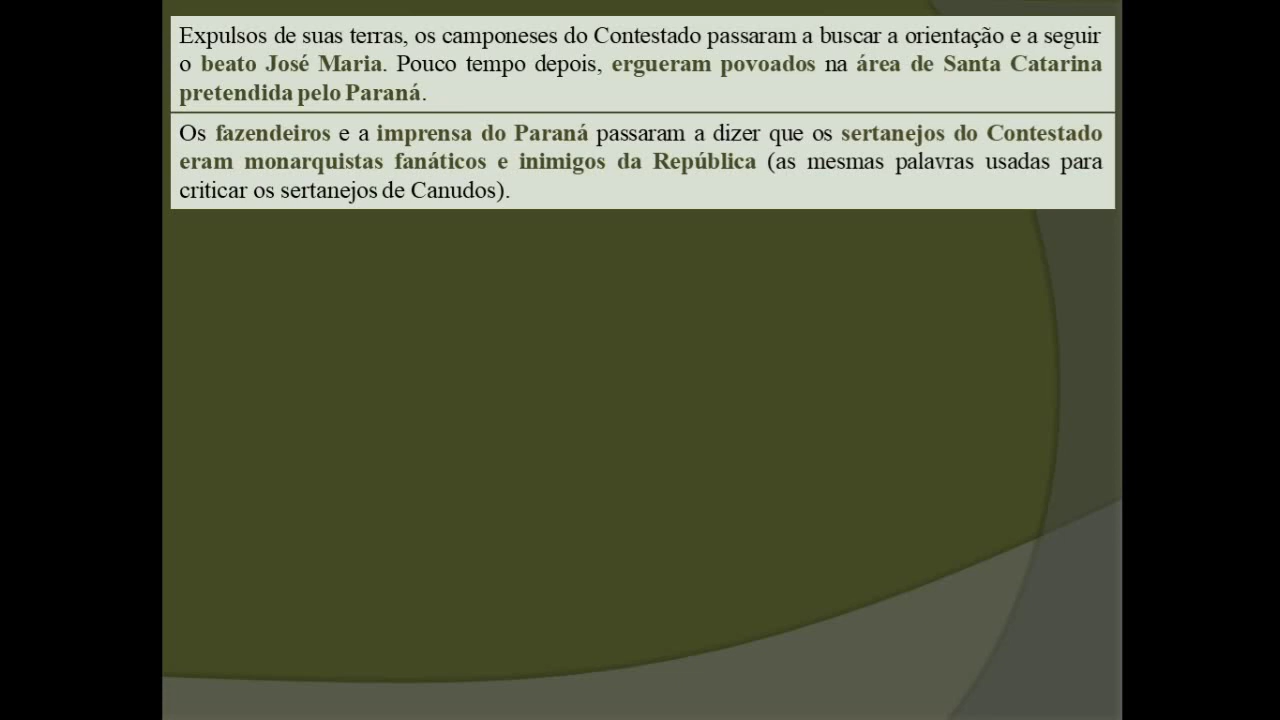 Expulsos de suas terras, os camponeses do Contestado passaram a buscar a orientação e a seguir
o beato José Maria. Pouco tempo depois, ergueram povoados na área de Santa Catarina
pretendida pelo Paraná.
Os fazendeiros e a imprensa do Paraná passaram a dizer que os sertanejos do Contestado
eram monarquistas fanáticos e inimigos da República (as mesmas palavras usadas para
criticar os sertanejos de Canudos).